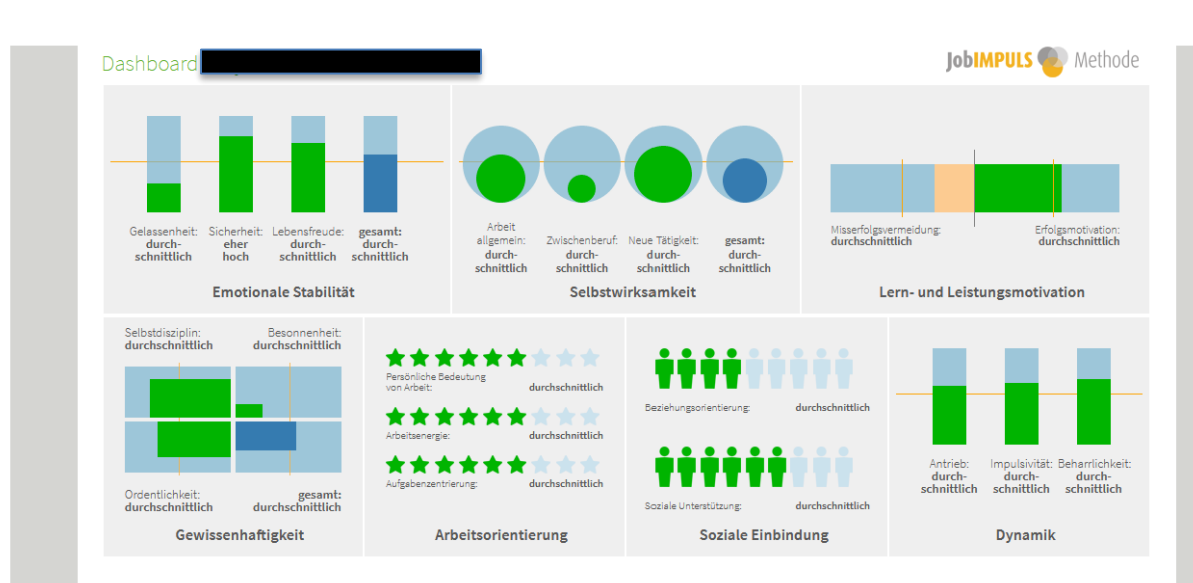 Dashboard
JobIMPULS Methode
Gelassenheit:
durch-
schnittlich
Sicherheit:
eher
hoch
Lebensfreude:
durch-
schnittlich
gesamt:
durch-
schnittlich
Emotionale Stabilität
Arbeit
allgemein:
durch-
schnittlich
Zwischenberuf:
durch-
schnittlich
Neue Tätigkeit:
durch-
schnittlich
gesamt:
durch-
schnittlich
Selbstwirksamkeit
Misserfolgsvermeidung:
durchschnittlich
Erfolgsmotivation:
durchschnittlich
Lern- und Leistungsmotivation
Selbstdisziplin:
durchschnittlich
Besonnenheit:
durchschnittlich
Ordentlichkeit:
durchschnittlich
gesamt:
durchschnittlich
Gewissenhaftigkeit
Persönliche Bedeutung
von Arbeit: durchschnittlich
Arbeitsenergie: durchschnittlich
Aufgabenzentrierung: durchschnittlich
Arbeitsorientierung
Beziehungsorientierung: durchschnittlich
Soziale Unterstützung: durchschnittlich
Soziale Einbindung
Antrieb:
durch-
schnittlich
Impulsivität:
durch-
schnittlich
Beharrlichkeit:
durch-
schnittlich
Dynamik